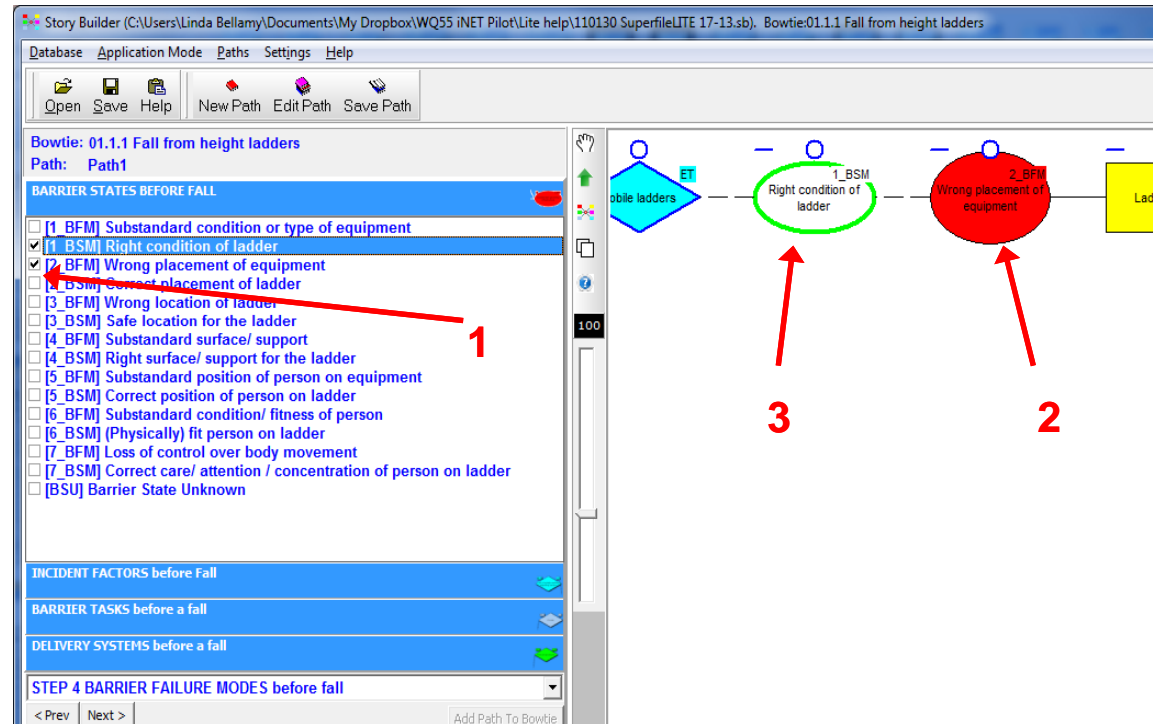 Story Builder (C:\Users\Linda Bellamy\Documents\My Dropbox\WQ55 iNET Pilot\Lite help\110130 SuperfileLITE 17-13.sb). Bowtie:01.1.1 Fall from height ladders
Database Application Mode Paths Settings Help
Open Save Help New Path Edit Path Save Path
Bowtie: 01.1.1 Fall from height ladders
Path: Path1
BARRIER STATES BEFORE FALL
[1_BFM] Substandard condition or type of equipment
[1_BSM] Right condition of ladder
[2_BFM] Wrong placement of equipment
[2_BSM] Correct placement of ladder
[3_BFM] Wrong location of ladder
[3_BSM] Safe location for the ladder
[4_BFM] Substandard surface/ support
[4_BSM] Right surface/ support for the ladder
[5_BFM] Substandard position of person on equipment
[5_BSM] Correct position of person on ladder
[6_BFM] Substandard condition/ fitness of person
[6_BSM] (Physically) fit person on ladder
[7_BFM] Loss of control over body movement
[7_BSM] Correct care/ attention / concentration of person on ladder
[BSU] Barrier State Unknown
1
INCIDENT FACTORS before Fall
BARRIER TASKS before a fall
DELIVERY SYSTEMS before a fall
STEP 4 BARRIER FAILURE MODES before fall
< Prev Next >
Add Path To Bowtie
100
ET
obile ladders
1_BSM
Right condition of
ladder
2_BFM
Wrong placement of
equipment
Lad
3
2